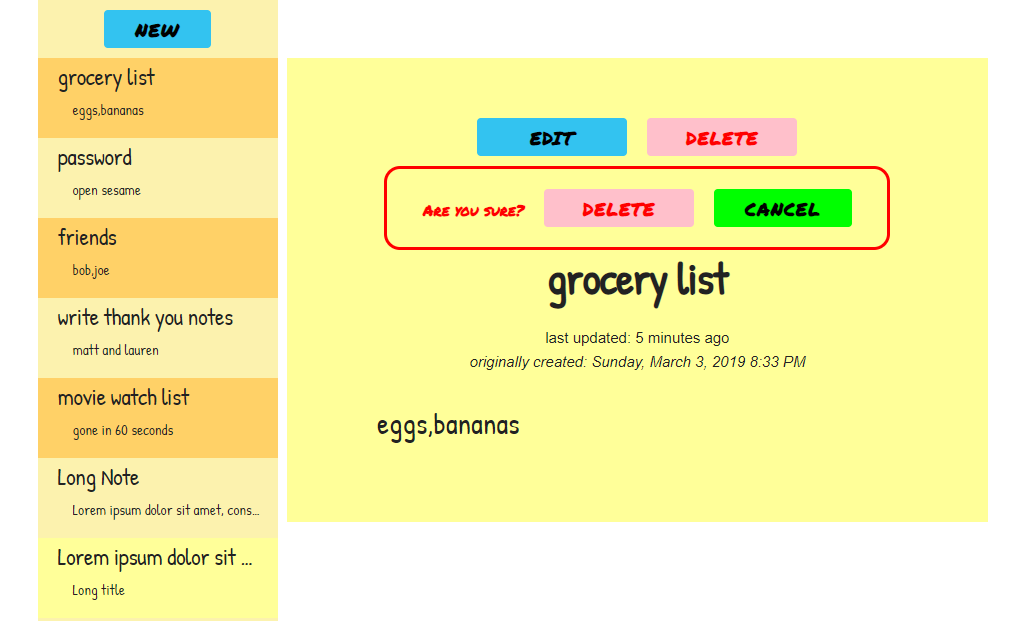 NEW
grocery list
eggs,bananas
password
open sesame
friends
bob,joe
write thank you notes
matt and lauren
movie watch list
gone in 60 seconds
Long Note
Lorem ipsum dolor sit amet, cons...
Lorem ipsum dolor sit ...
Long title
EDIT DELETE
Are you sure? DELETE CANCEL
grocery list
last updated: 5 minutes ago
originally created: Sunday, March 3, 2019 8:33 PM
eggs,bananas